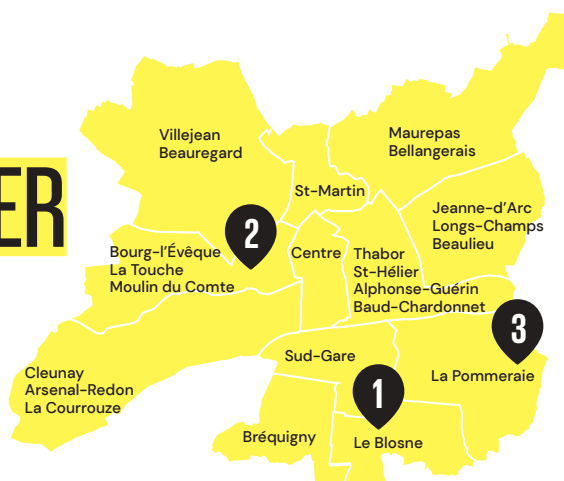 ER
Villejean
Beauregard
Maurepas
Bellangerais
St-Martin
Jeanne-d'Arc
Longs-Champs
Beaulieu
2
Bourg-l'Évêque
La Touche
Moulin du Comte
Centre
Thabor
St-Hélier
Alphonse-Guérin
Baud-Chardonnet
3
Sud-Gare
La Pommeraie
Cleunay
Arsenal-Redon
La Courrouze
1
Bréquigny
Le Blosne